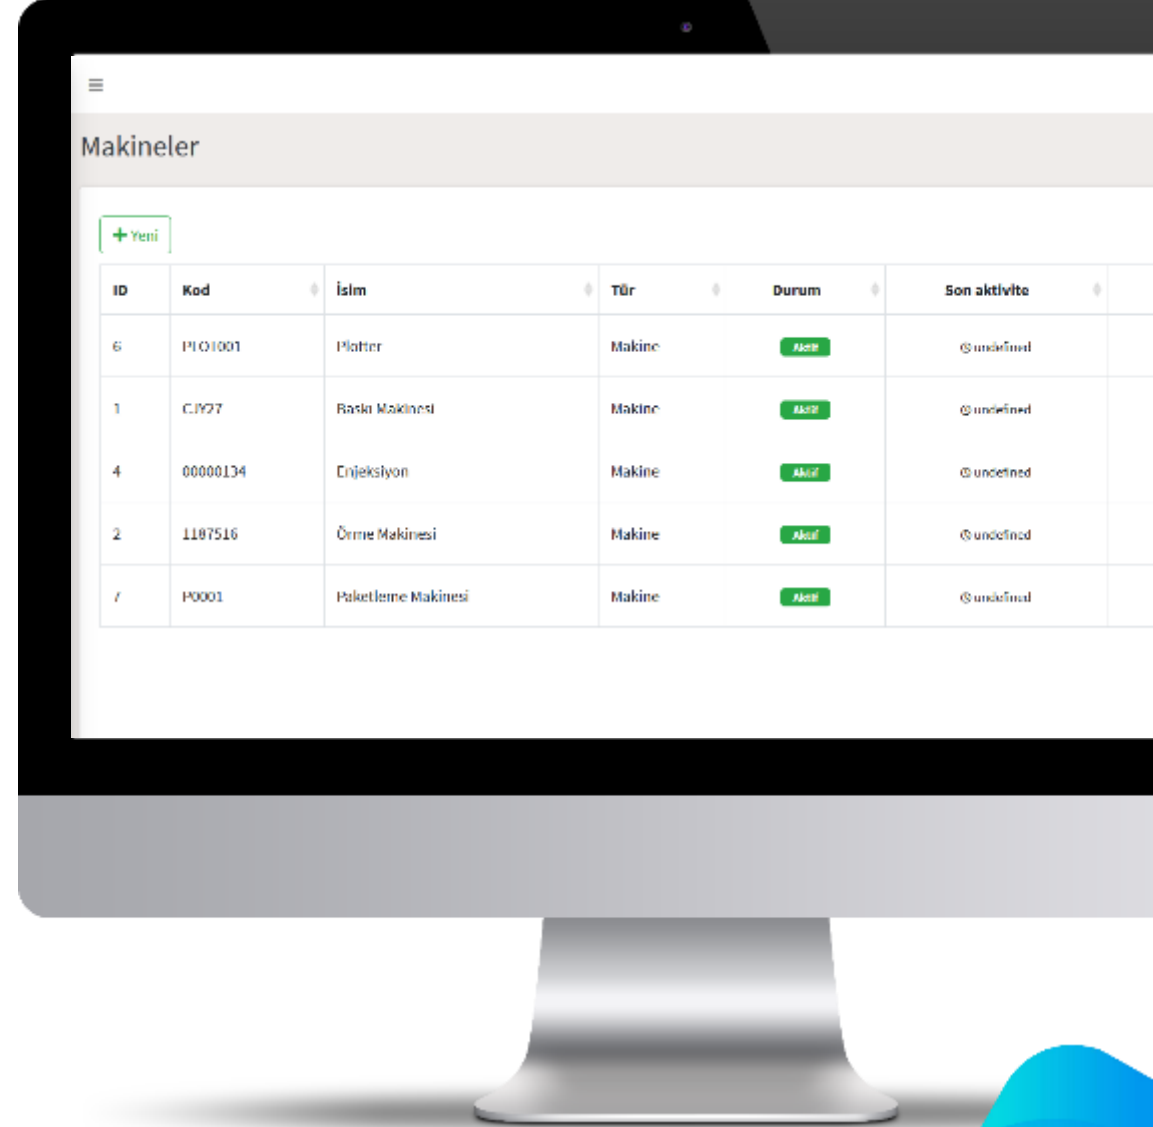 Makineler
+ Yeni
ID Kod İsim Tür Durum Son aktivite
6 PLOT001 Plotter Makine Aktif undefined
1 CJY27 Baskı Makinesi Makine Aktif undefined
4 00000134 Enjeksiyon Makine Aktif undefined
2 1187516 Örme Makinesi Makine Aktif undefined
7 P0001 Paketleme Makinesi Makine Aktif undefined